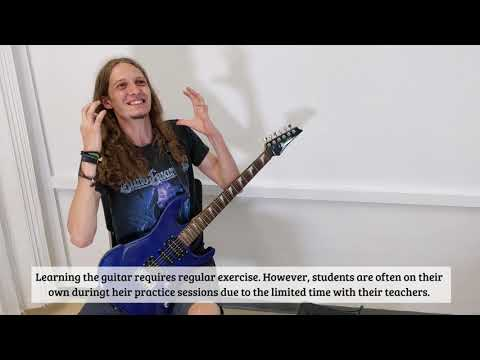 Learning the guitar requires regular exercise. However, students are often on their
own duringt heir practice sessions due to the limited time with their teachers.